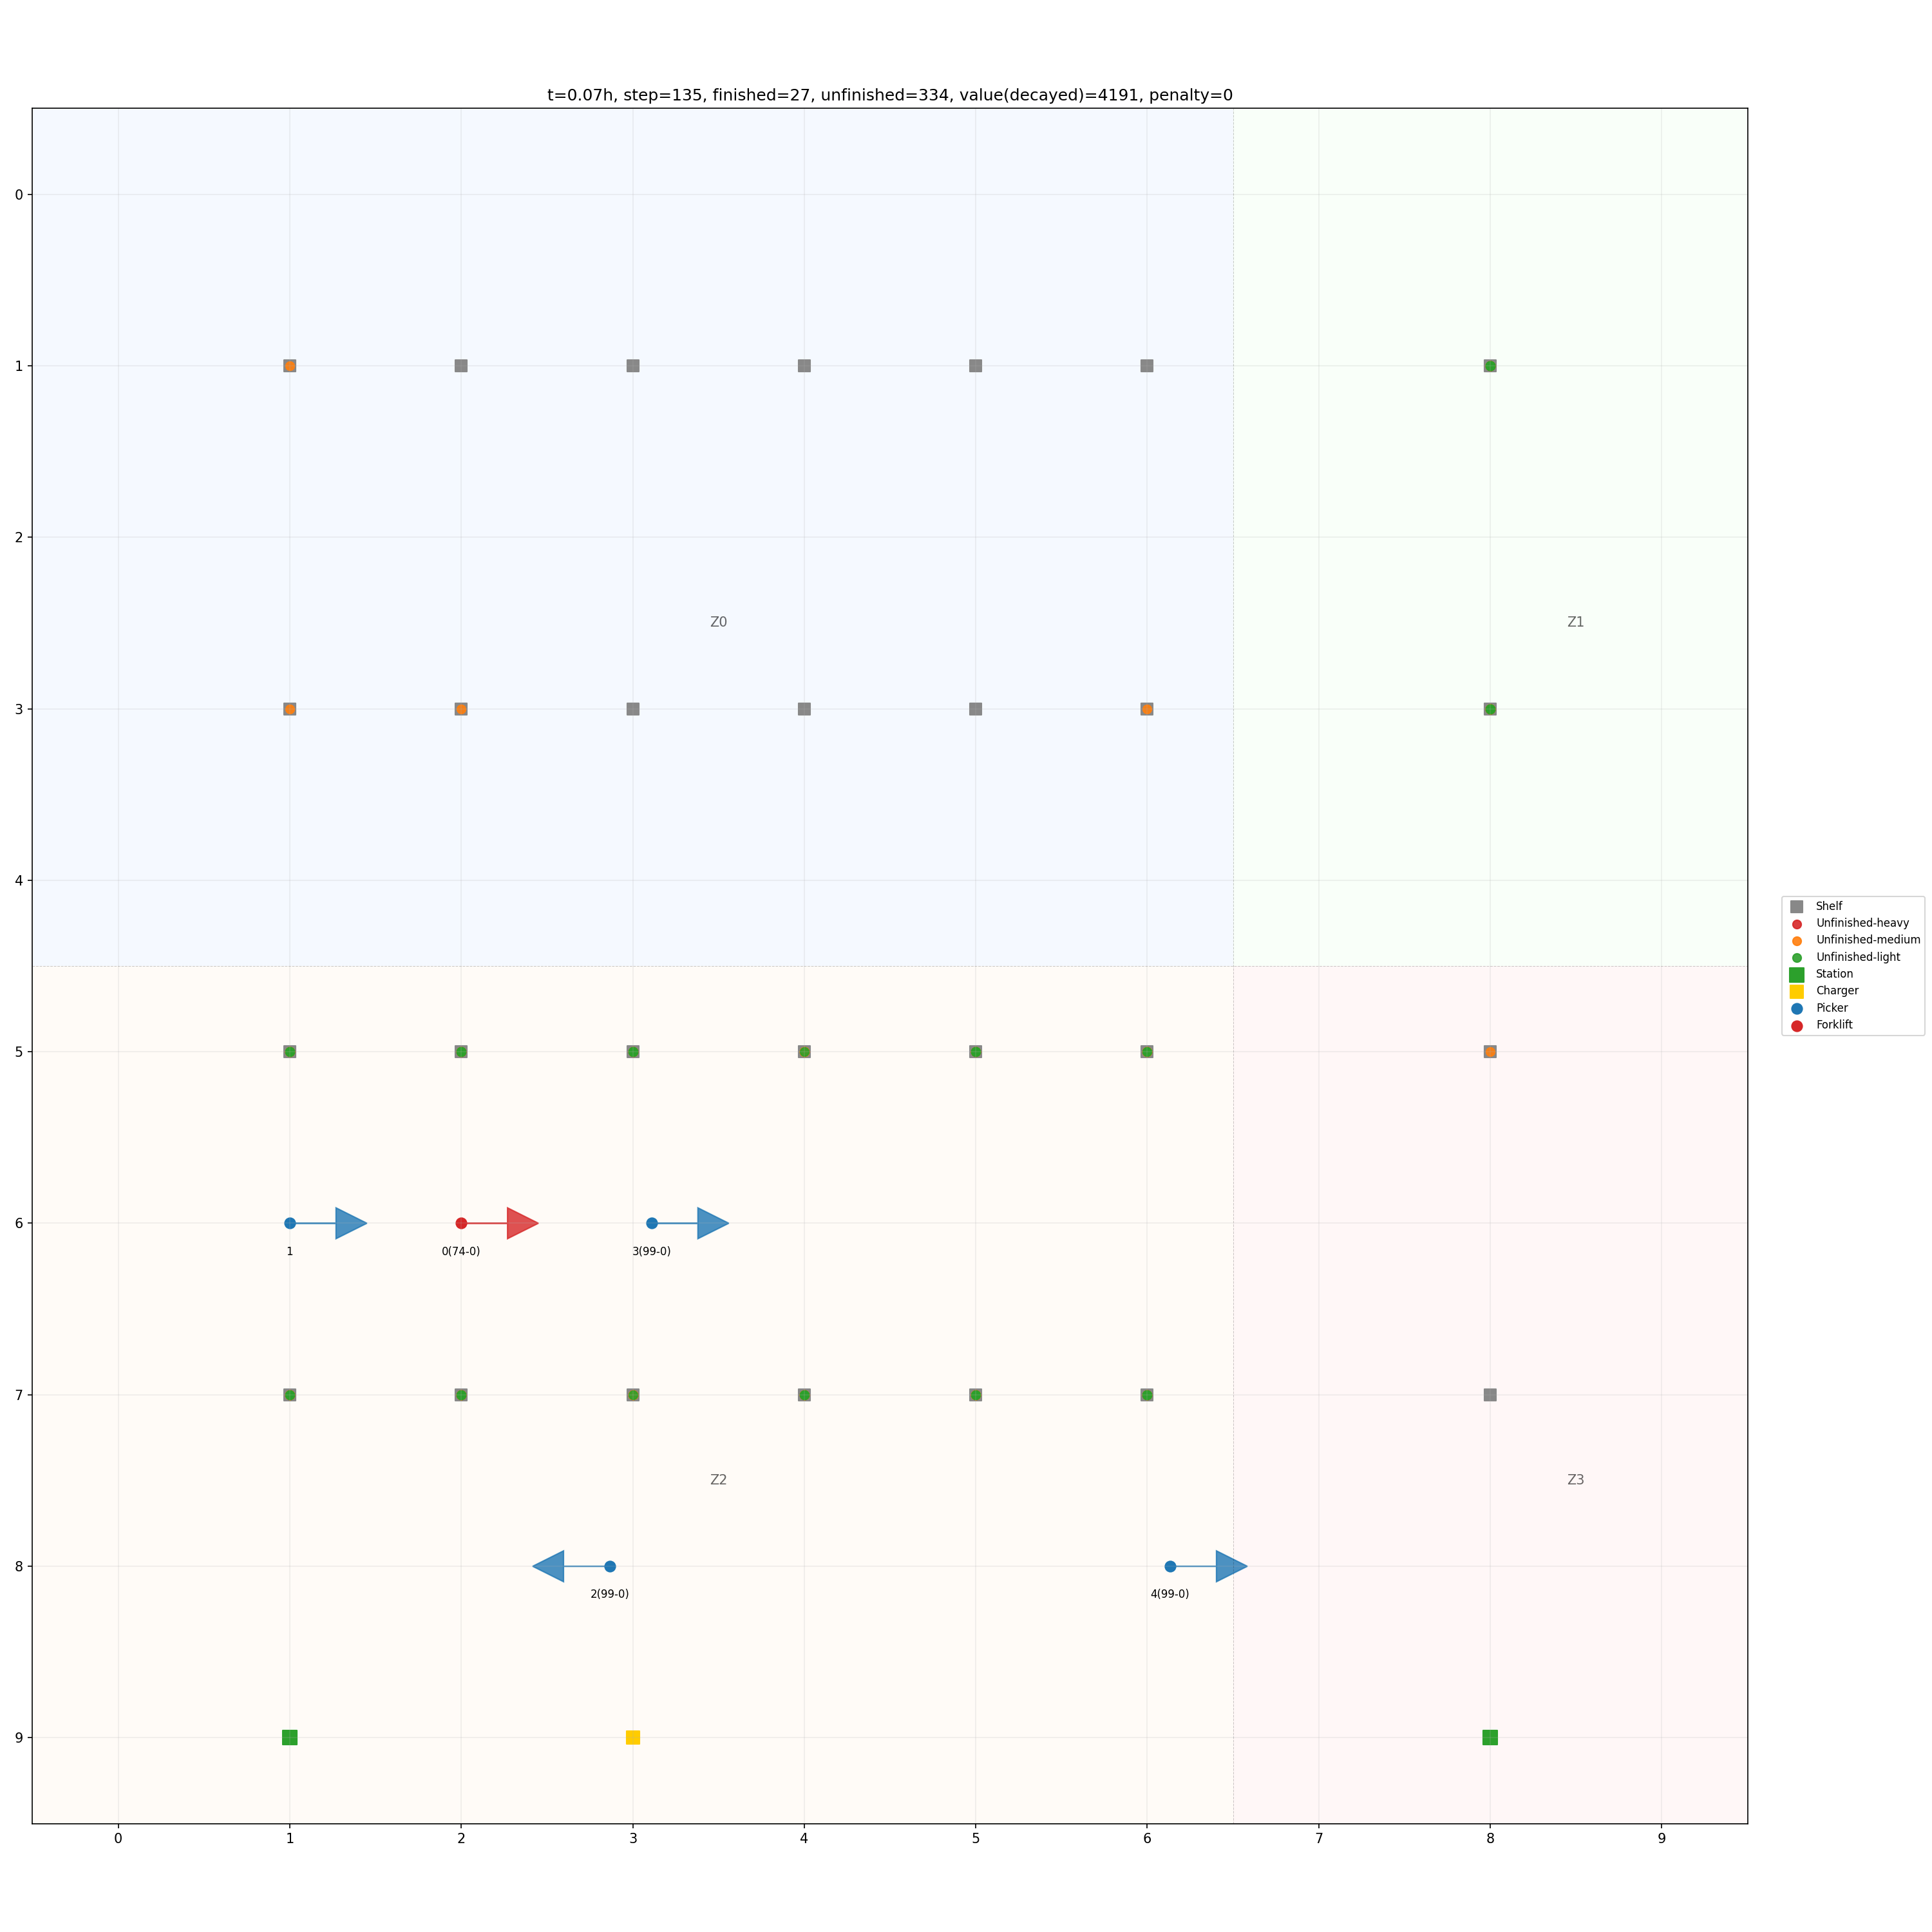 t=0.07h, step=135, finished=27, unfinished=334, value(decayed)=4191, penalty=0
0
1
2
Z0
Z1
3
4
Shelf
Unfinished-heavy
Unfinished-medium
Unfinished-light
Station
Charger
Picker
Forklift
5
6
1
0(74-0)
3(99-0)
7
Z2
Z3
8
2(99-0)
4(99-0)
9
0 1 2 3 4 5 6 7 8 9